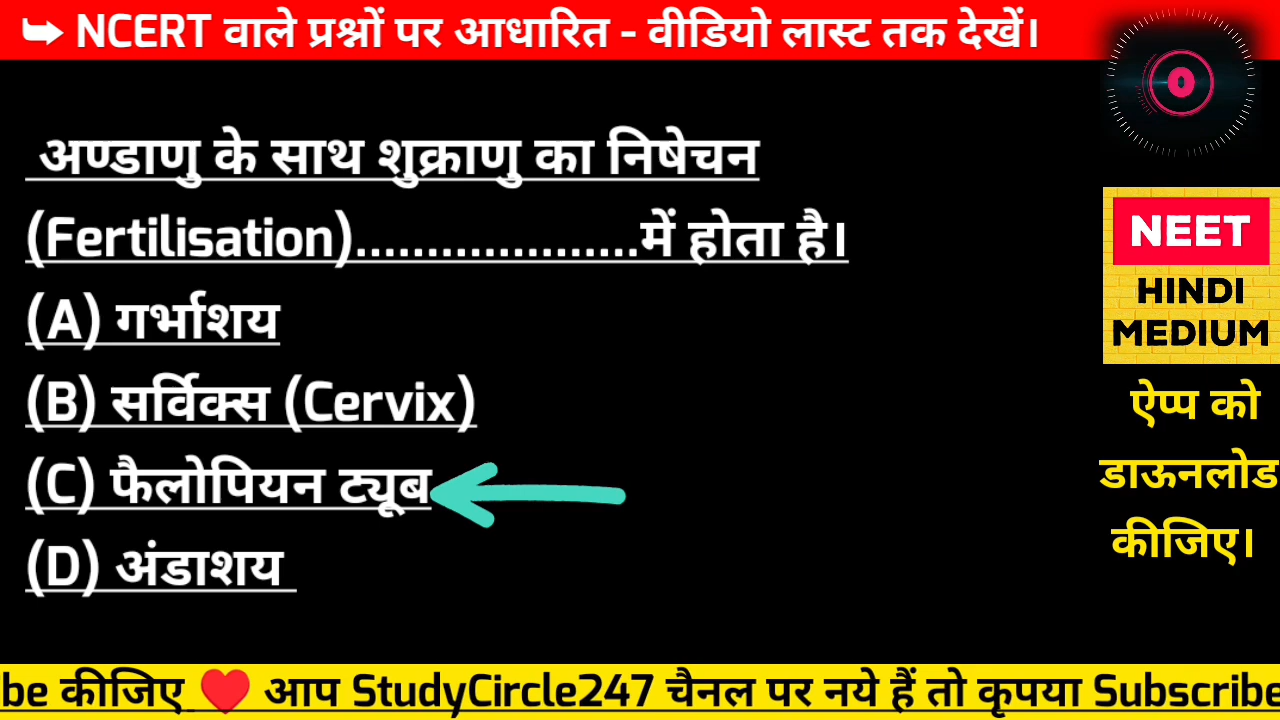 ➥ NCERT वाले प्रश्नों पर आधारित - वीडियो लास्ट तक देखें।
0
अण्डाणु के साथ शुक्राणु का निषेचन
(Fertilisation)....................में होता है।
(A) गर्भाशय
(B) सर्विक्स (Cervix)
(C) फैलोपियन ट्यूब
(D) अंडाशय
NEET
HINDI
MEDIUM
ऐप्प को
डाऊनलोड
कीजिए।
be कीजिए ❤️ आप StudyCircle247 चैनल पर नये हैं तो कृपया Subscribe